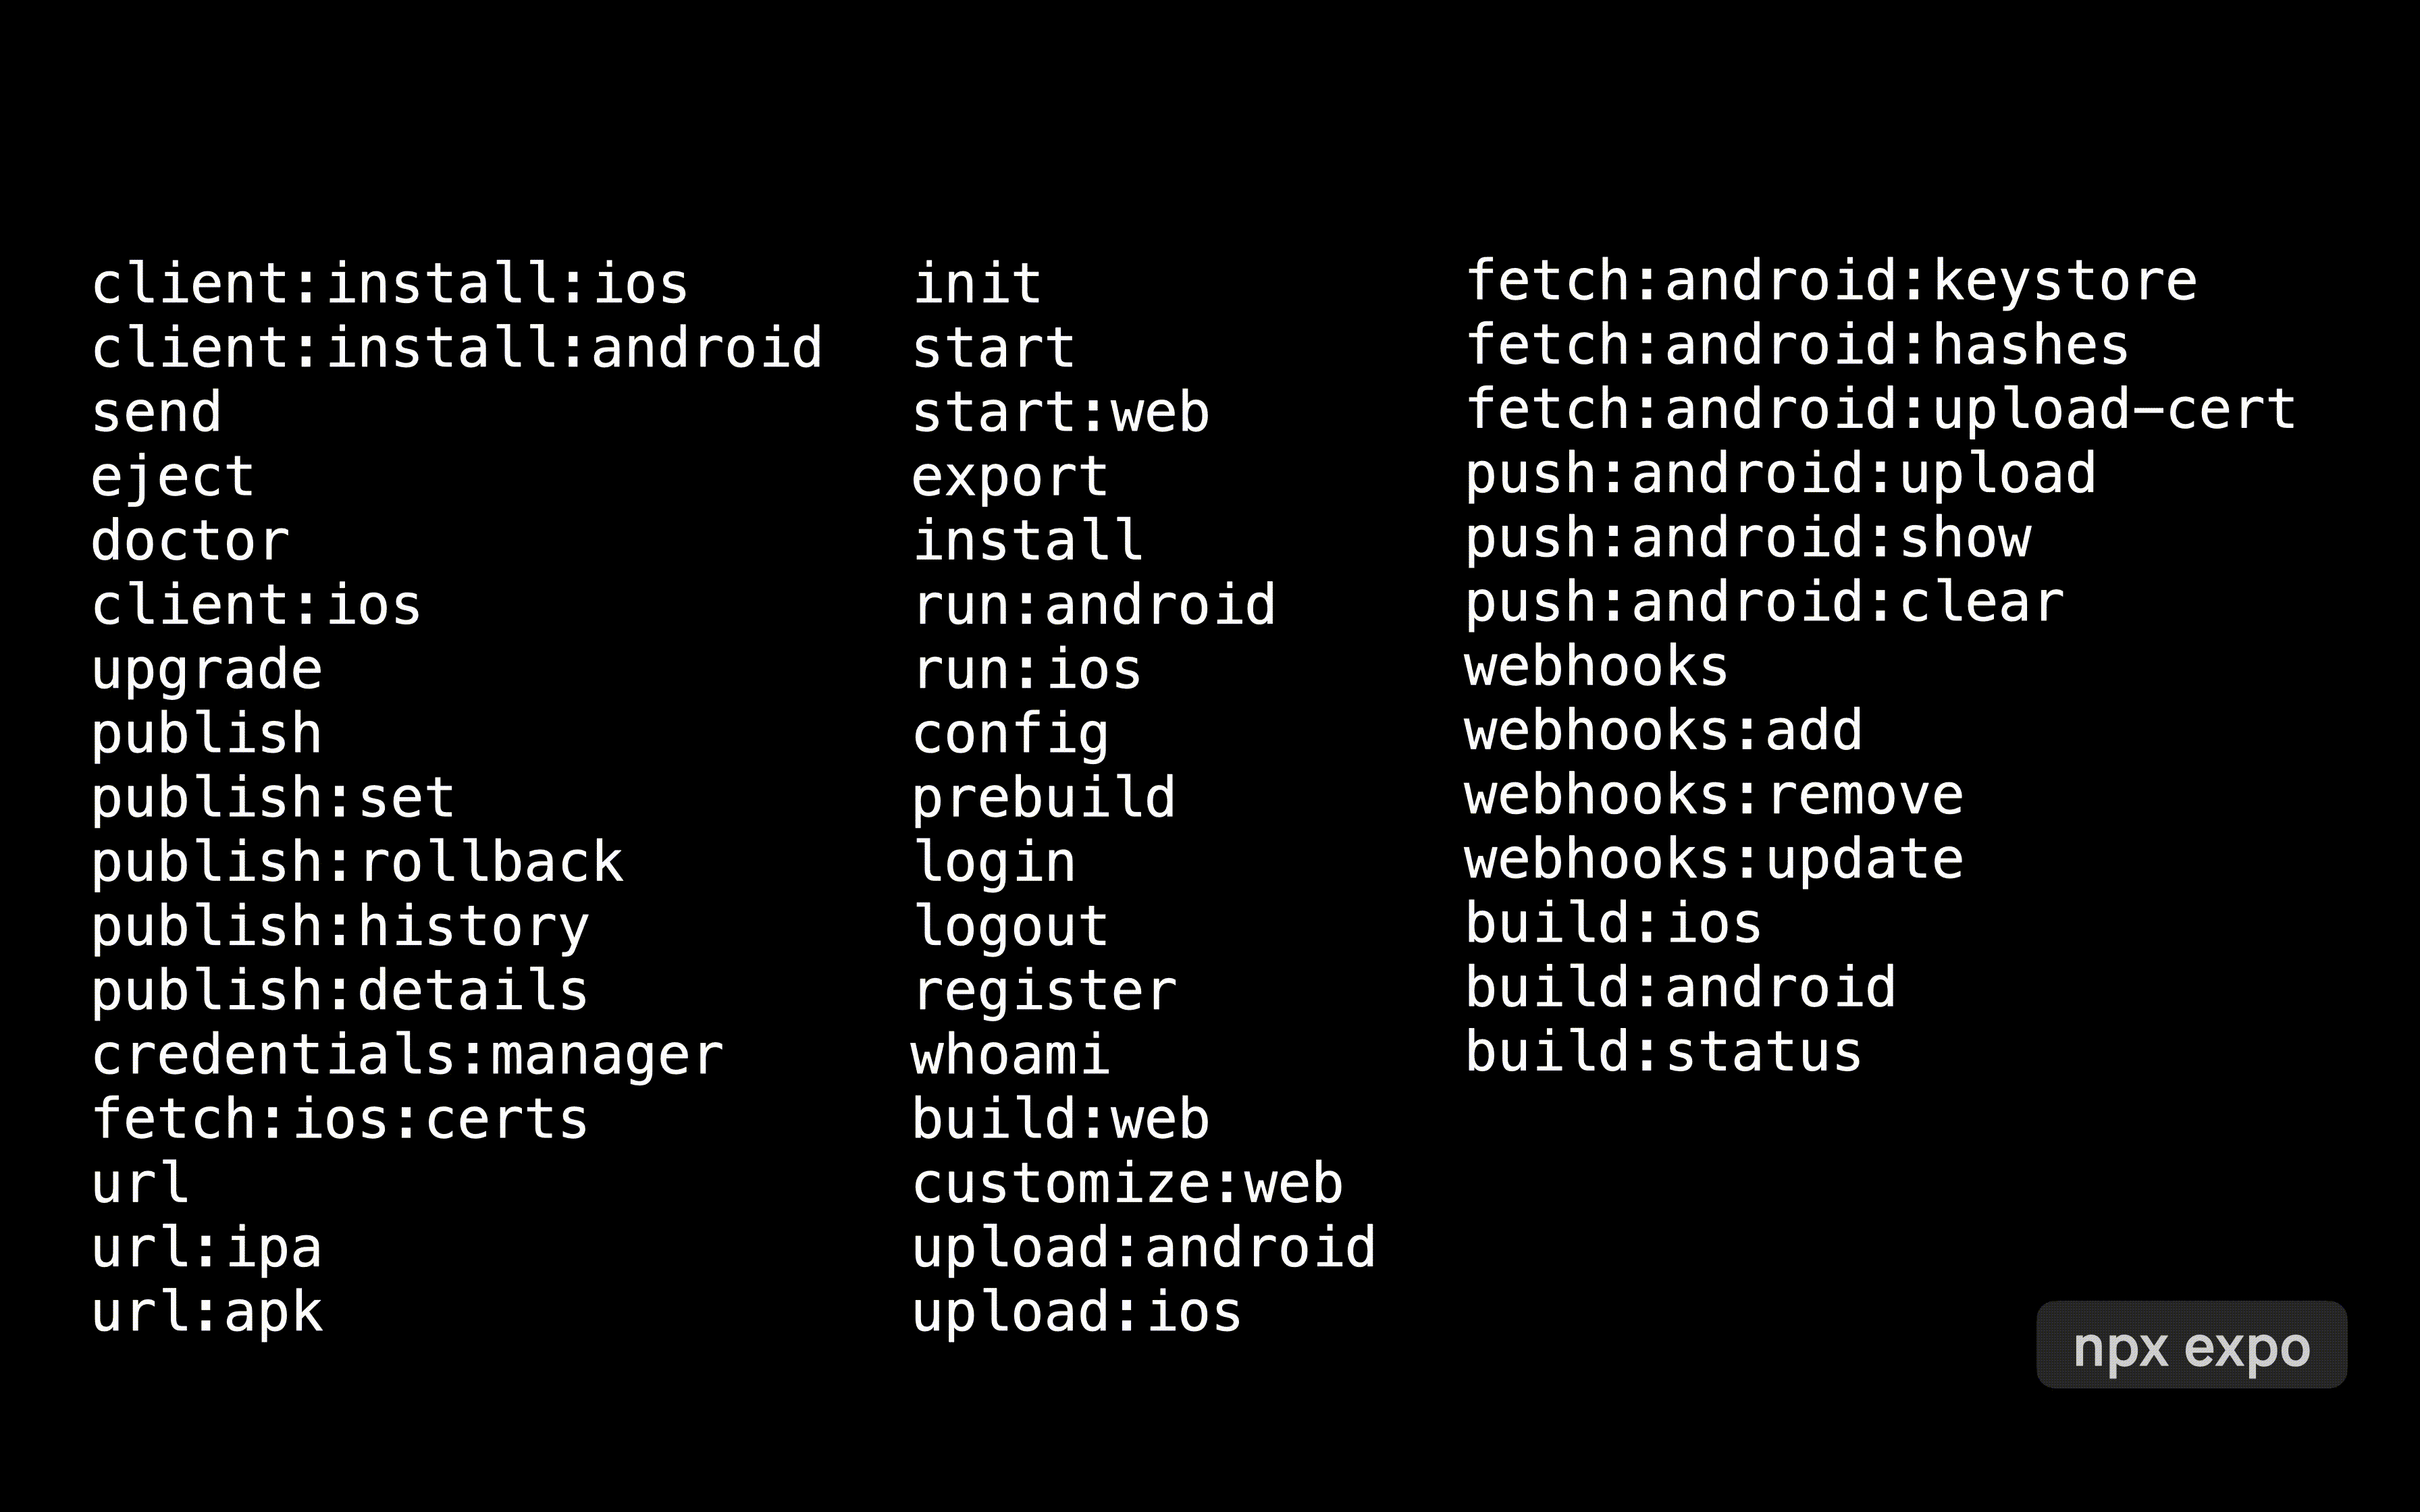 client:install:ios
client:install:android
send
eject
doctor
client:ios
upgrade
publish
publish:set
publish:rollback
publish:history
publish:details
credentials:manager
fetch:ios:certs
url
url:ipa
url:apk
init
start
start:web
export
install
run:android
run:ios
config
prebuild
login
logout
register
whoami
build:web
customize:web
upload:android
upload:ios
fetch:android:keystore
fetch:android:hashes
fetch:android:upload-cert
push:android:upload
push:android:show
push:android:clear
webhooks
webhooks:add
webhooks:remove
webhooks:update
build:ios
build:android
build:status
npx expo